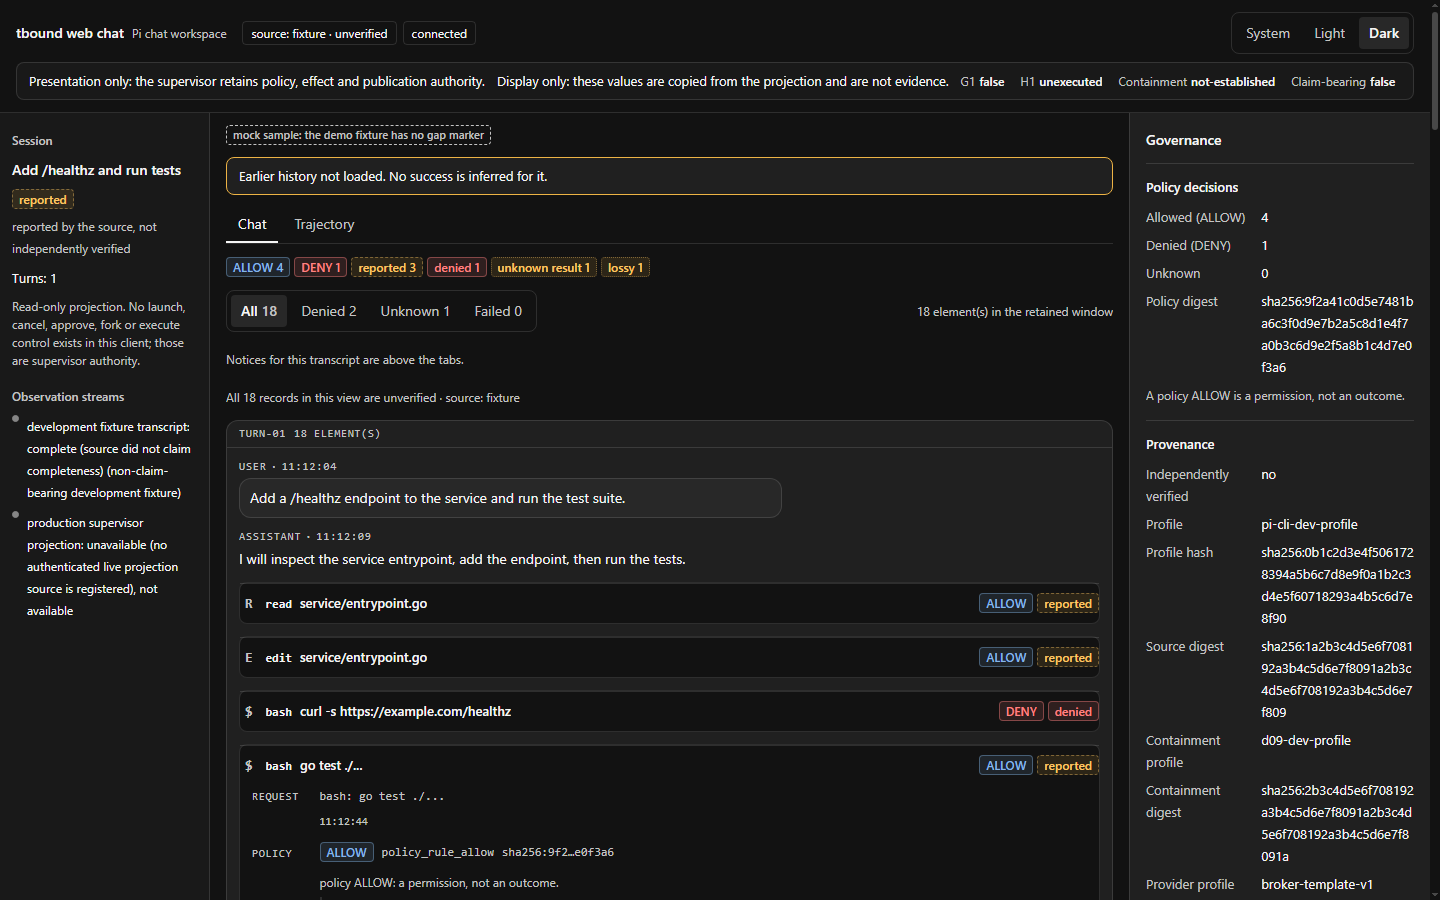 tbound web chat Pi chat workspace source: fixture · unverified connected System Light Dark
Presentation only: the supervisor retains policy, effect and publication authority. Display only: these values are copied from the projection and are not evidence. G1 false H1 unexecuted Containment not-established Claim-bearing false
Session
Add /healthz and run tests
reported
reported by the source, not
independently verified
Turns: 1
Read-only projection. No launch,
cancel, approve, fork or execute
control exists in this client; those
are supervisor authority.
Observation streams
development fixture transcript:
complete (source did not claim
completeness) (non-claim-
bearing development fixture)
production supervisor
projection: unavailable (no
authenticated live projection
source is registered), not
available
mock sample: the demo fixture has no gap marker
Earlier history not loaded. No success is inferred for it.
Chat Trajectory
ALLOW 4 DENY 1 reported 3 denied 1 unknown result 1 lossy 1
All 18 Denied 2 Unknown 1 Failed 0 18 element(s) in the retained window
Notices for this transcript are above the tabs.
All 18 records in this view are unverified · source: fixture
TURN-01 18 ELEMENT(S)
USER · 11:12:04
Add a /healthz endpoint to the service and run the test suite.
ASSISTANT · 11:12:09
I will inspect the service entrypoint, add the endpoint, then run the tests.
R read service/entrypoint.go ALLOW reported
E edit service/entrypoint.go ALLOW reported
$ bash curl -s https://example.com/healthz DENY denied
$ bash go test ./... ALLOW reported
REQUEST bash: go test ./...
11:12:44
POLICY ALLOW policy_rule_allow sha256:9f2…e0f3a6
policy ALLOW: a permission, not an outcome.
Governance
Policy decisions
Allowed (ALLOW) 4
Denied (DENY) 1
Unknown 0
Policy digest sha256:9f2a41c0d5e7481b
a6c3f0d9e7b2a5c8d1e4f7
a0b3c6d9e2f5a8b1c4d7e0
f3a6
A policy ALLOW is a permission, not an outcome.
Provenance
Independently no
verified
Profile pi-cli-dev-profile
Profile hash sha256:0b1c2d3e4f506172
8394a5b6c7d8e9f0a1b2c3
d4e5f60718293a4b5c6d7e
8f90
Source digest sha256:1a2b3c4d5e6f7081
92a3b4c5d6e7f8091a2b3c
4d5e6f708192a3b4c5d6e7
f809
Containment d09-dev-profile
profile
Containment sha256:2b3c4d5e6f708192
digest a3b4c5d6e7f8091a2b3c4d
5e6f708192a3b4c5d6e7f8
091a
Provider profile broker-template-v1